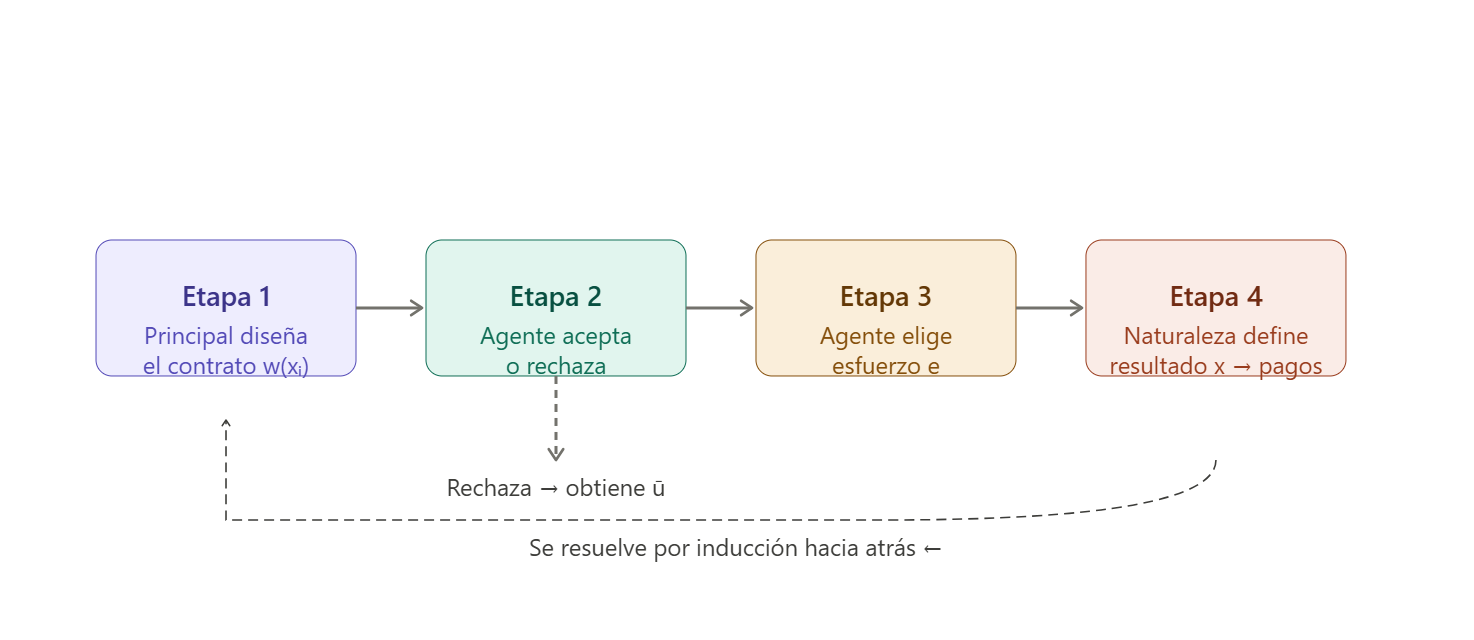 Etapa 1
Principal diseña
el contrato w(xᵢ)
Etapa 2
Agente acepta
o rechaza
Etapa 3
Agente elige
esfuerzo e
Etapa 4
Naturaleza define
resultado x → pagos
Rechaza → obtiene ū
Se resuelve por inducción hacia atrás ←